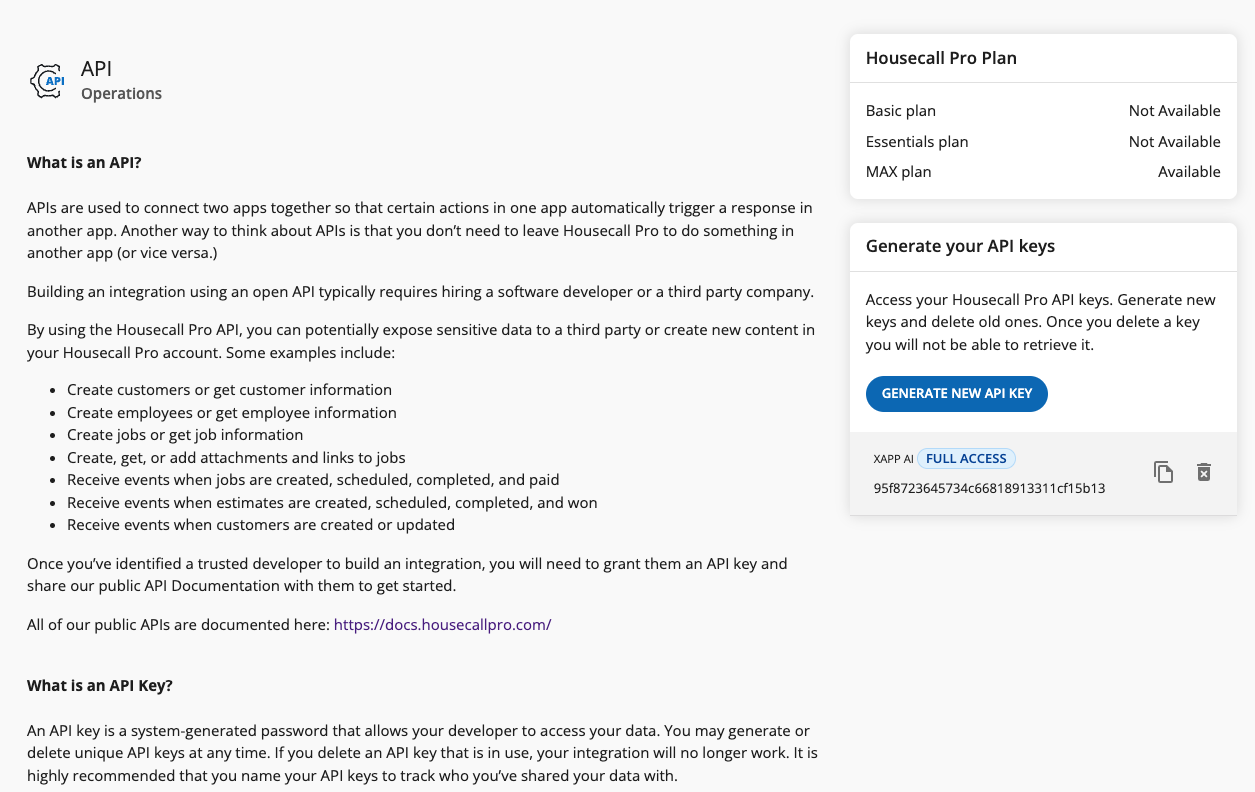 API
API
Operations
What is an API?
APIs are used to connect two apps together so that certain actions in one app automatically trigger a response in
another app. Another way to think about APIs is that you don’t need to leave Housecall Pro to do something in
another app (or vice versa.)
Building an integration using an open API typically requires hiring a software developer or a third party company.
By using the Housecall Pro API, you can potentially expose sensitive data to a third party or create new content in
your Housecall Pro account. Some examples include:
• Create customers or get customer information
• Create employees or get employee information
• Create jobs or get job information
• Create, get, or add attachments and links to jobs
• Receive events when jobs are created, scheduled, completed, and paid
• Receive events when estimates are created, scheduled, completed, and won
• Receive events when customers are created or updated
Once you’ve identified a trusted developer to build an integration, you will need to grant them an API key and
share our public API Documentation with them to get started.
All of our public APIs are documented here: https://docs.housecallpro.com/
What is an API Key?
An API key is a system-generated password that allows your developer to access your data. You may generate or
delete unique API keys at any time. If you delete an API key that is in use, your integration will no longer work. It is
highly recommended that you name your API keys to track who you’ve shared your data with.
Housecall Pro Plan
Basic plan Not Available
Essentials plan Not Available
MAX plan Available
Generate your API keys
Access your Housecall Pro API keys. Generate new
keys and delete old ones. Once you delete a key
you will not be able to retrieve it.
GENERATE NEW API KEY
XAPP AI FULL ACCESS
95f8723645734c66818913311cf15b13